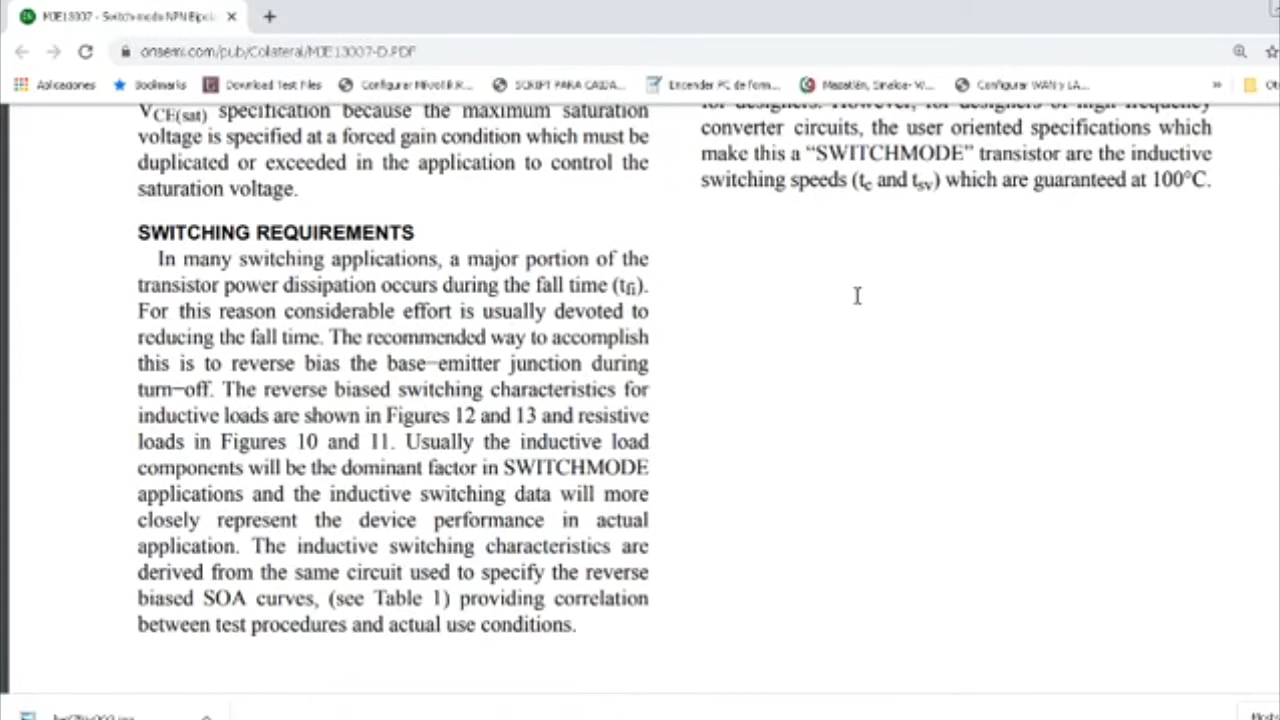 MJE13007 - Switch-mode NPN Bipola
onsemi.com/pub/Collateral/MJE13007-D.PDF
Aplicaciones
Bookmarks
Download Test Files
Configurar
SCRIPT PARA
Encender PC de form...
Mazatlán, Sinaloa- W...
Configurar WAN y LA...
»
VCE(sat) specification because the maximum saturation
voltage is specified at a forced gain condition which must be
duplicated or exceeded in the application to control the
saturation voltage.
SWITCHING REQUIREMENTS
In many switching applications, a major portion of the
transistor power dissipation occurs during the fall time (tfi).
For this reason considerable effort is usually devoted to
reducing the fall time. The recommended way to accomplish
this is to reverse bias the base−emitter junction during
turn−off. The reverse biased switching characteristics for
inductive loads are shown in Figures 12 and 13 and resistive
loads in Figures 10 and 11. Usually the inductive load
components will be the dominant factor in SWITCHMODE
applications and the inductive switching data will more
closely represent the device performance in actual
application. The inductive switching characteristics are
derived from the same circuit used to specify the reverse
biased SOA curves, (see Table 1) providing correlation
between test procedures and actual use conditions.
for designers. However, for designers of high frequency
converter circuits, the user oriented specifications which
make this a “SWITCHMODE” transistor are the inductive
switching speeds (tc and tsv) which are guaranteed at 100°C.